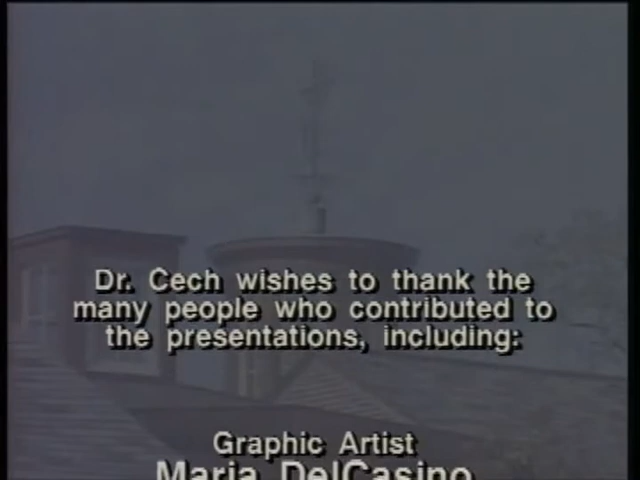 Dr. Cech wishes to thank the
many people who contributed to
the presentations, including:
Graphic Artist
Maria DelCasino